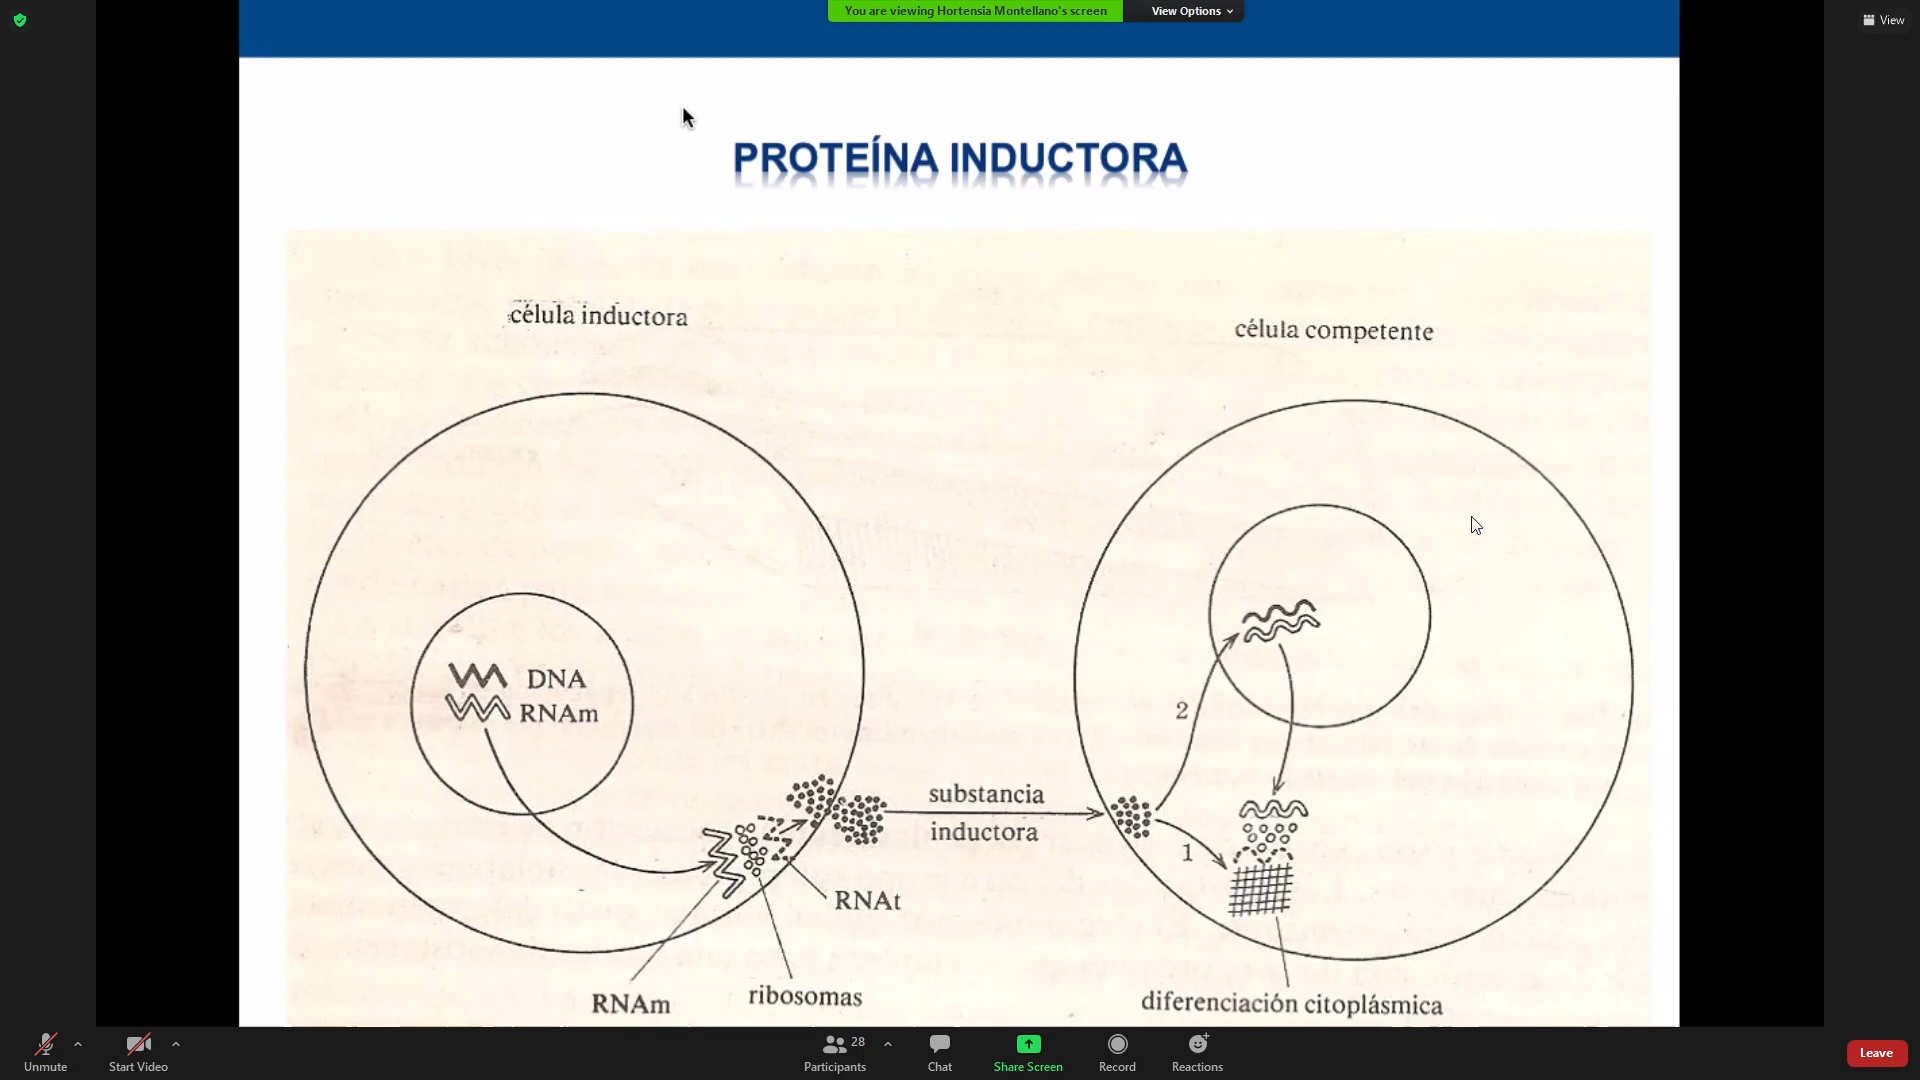 You are viewing Hortensia Montellano's screen
View Options
View
PROTEÍNA INDUCTORA
célula inductora
célula competente
DNA
RNAm
2
substancia
inductora
1
RNAt
RNAm
ribosomas
diferenciación citoplásmica
Unmute
Start Video
28
Participants
Chat
Share Screen
Record
Reactions
Leave